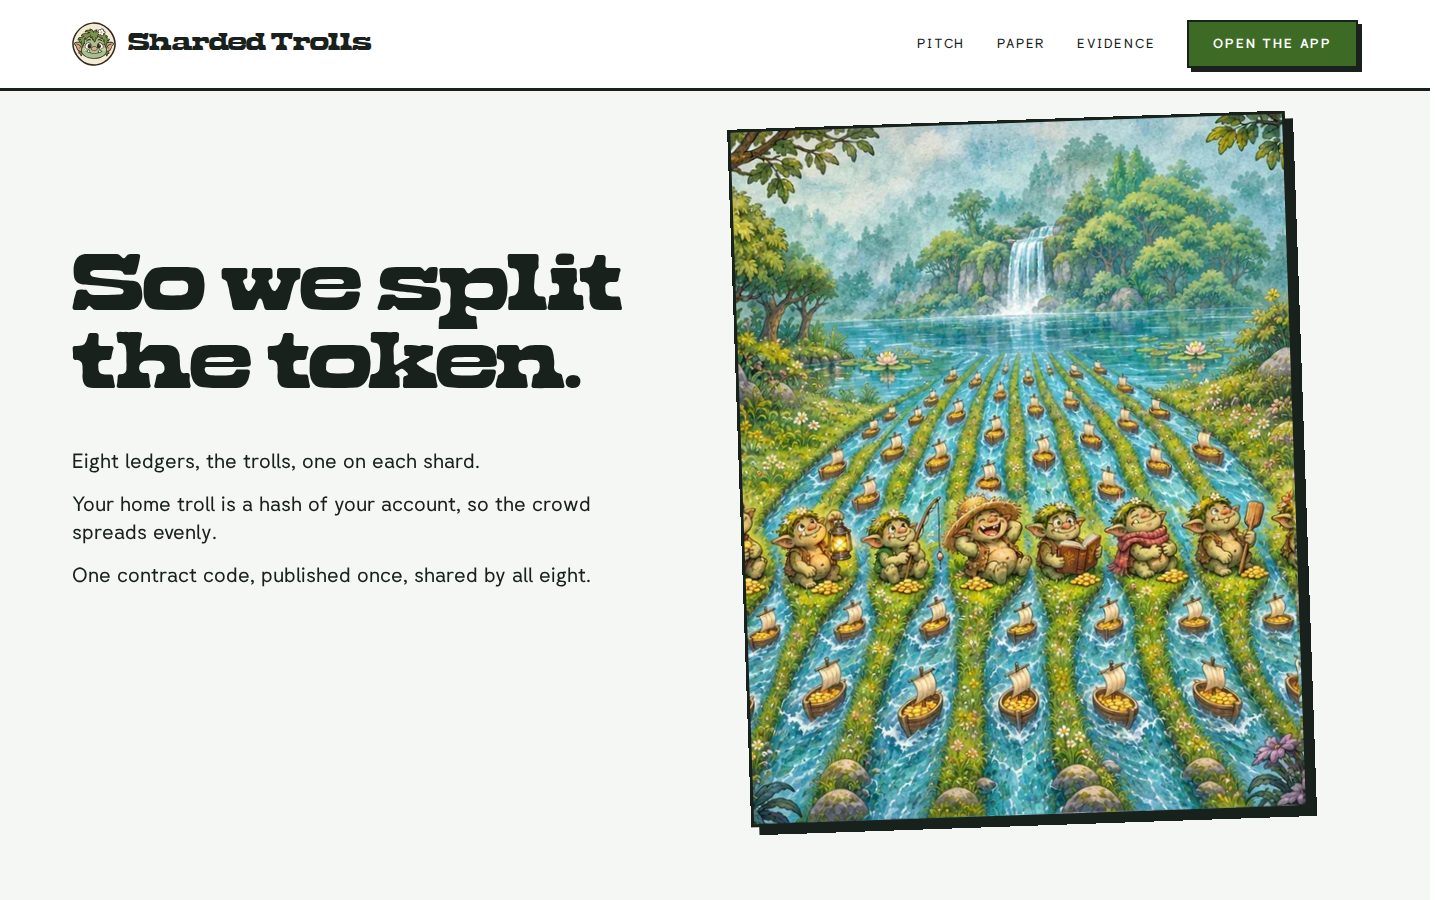 Sharded Trolls
PITCH PAPER EVIDENCE OPEN THE APP
So we split
the token.
Eight ledgers, the trolls, one on each shard.
Your home troll is a hash of your account, so the crowd
spreads evenly.
One contract code, published once, shared by all eight.